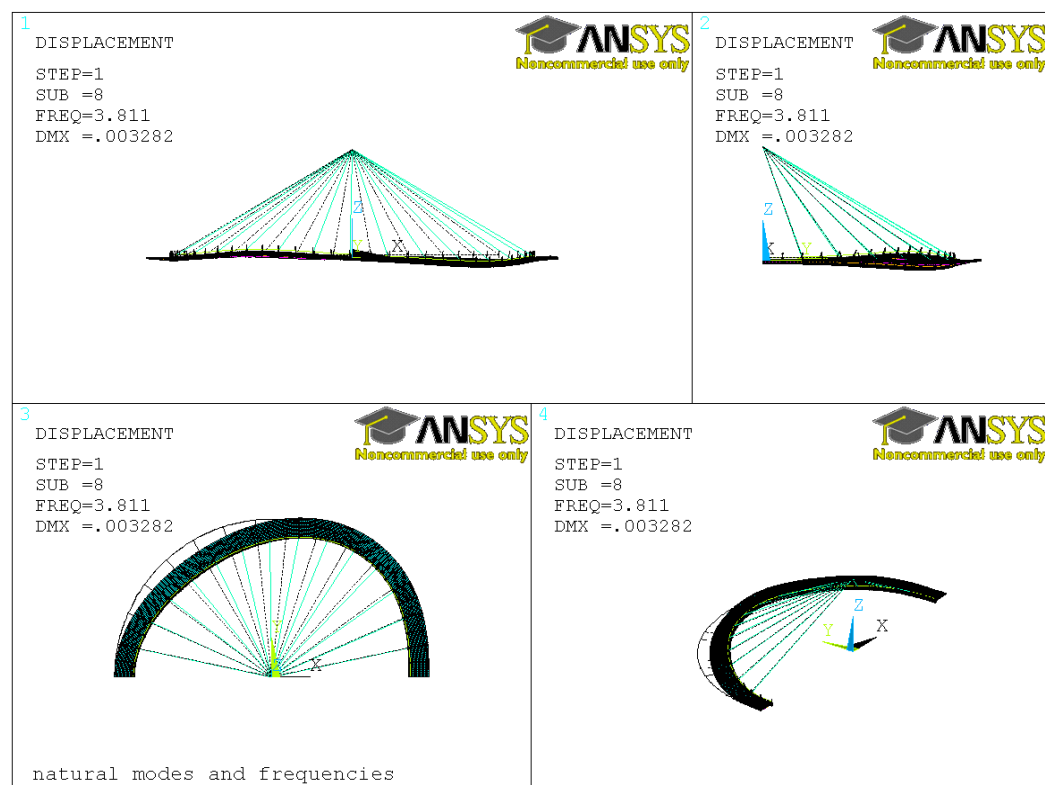 1
DISPLACEMENT
STEP=1
SUB =8
FREQ=3.811
DMX =.003282
ANSYS
Noncommercial use only
Z
Y
X
2
DISPLACEMENT
STEP=1
SUB =8
FREQ=3.811
DMX =.003282
ANSYS
Noncommercial use only
Z
X
Y
3
DISPLACEMENT
STEP=1
SUB =8
FREQ=3.811
DMX =.003282
ANSYS
Noncommercial use only
Y
Z
X
natural modes and frequencies
4
DISPLACEMENT
STEP=1
SUB =8
FREQ=3.811
DMX =.003282
ANSYS
Noncommercial use only
Z
X
Y